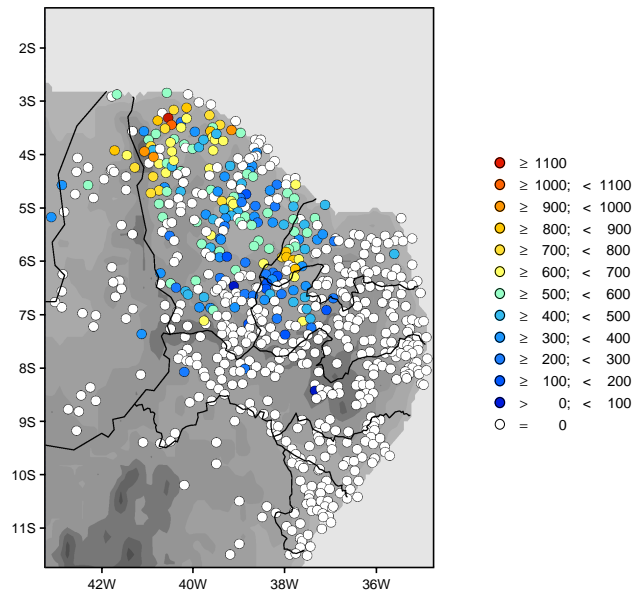 2S
3S
4S
5S
6S
7S
8S
9S
10S
11S
42W 40W 38W 36W
≥ 1100
≥ 1000; < 1100
≥ 900; < 1000
≥ 800; < 900
≥ 700; < 800
≥ 600; < 700
≥ 500; < 600
≥ 400; < 500
≥ 300; < 400
≥ 200; < 300
≥ 100; < 200
> 0; < 100
= 0